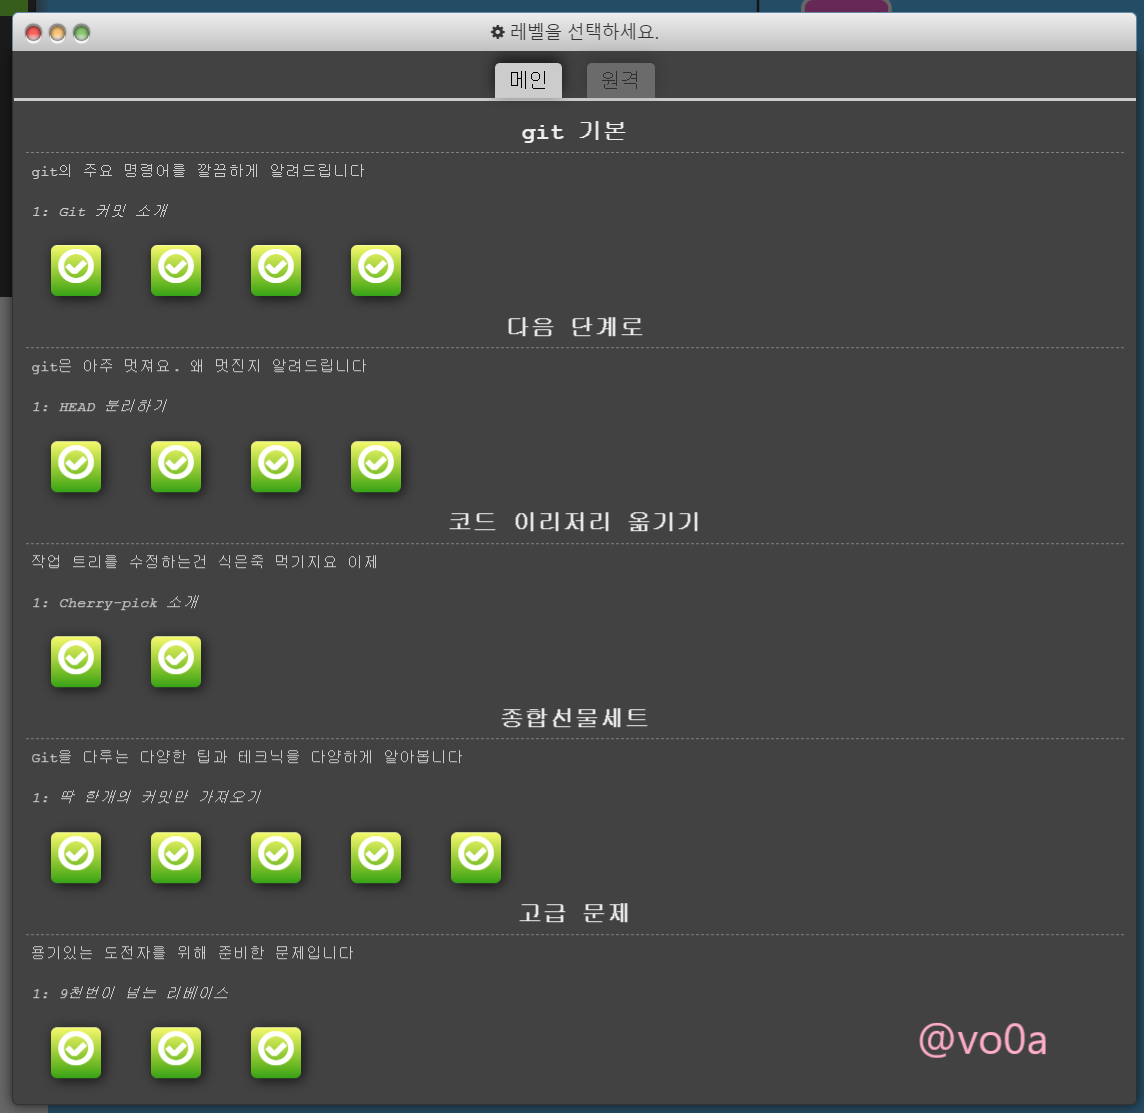 레벨을 선택하세요.
메인 원격
git 기본
git의 주요 명령어를 깔끔하게 알려드립니다
1: Git 커밋 소개
다음 단계로
git은 아주 멋져요. 왜 멋진지 알려드립니다
1: HEAD 분리하기
코드 이리저리 옮기기
작업 트리를 수정하는건 식은죽 먹기지요 이제
1: Cherry-pick 소개
종합선물세트
Git을 다루는 다양한 팁과 테크닉을 다양하게 알아봅니다
1: 딱 한개의 커밋만 가져오기
고급 문제
용기있는 도전자를 위해 준비한 문제입니다
1: 9천번이 넘는 리베이스
@vo0a